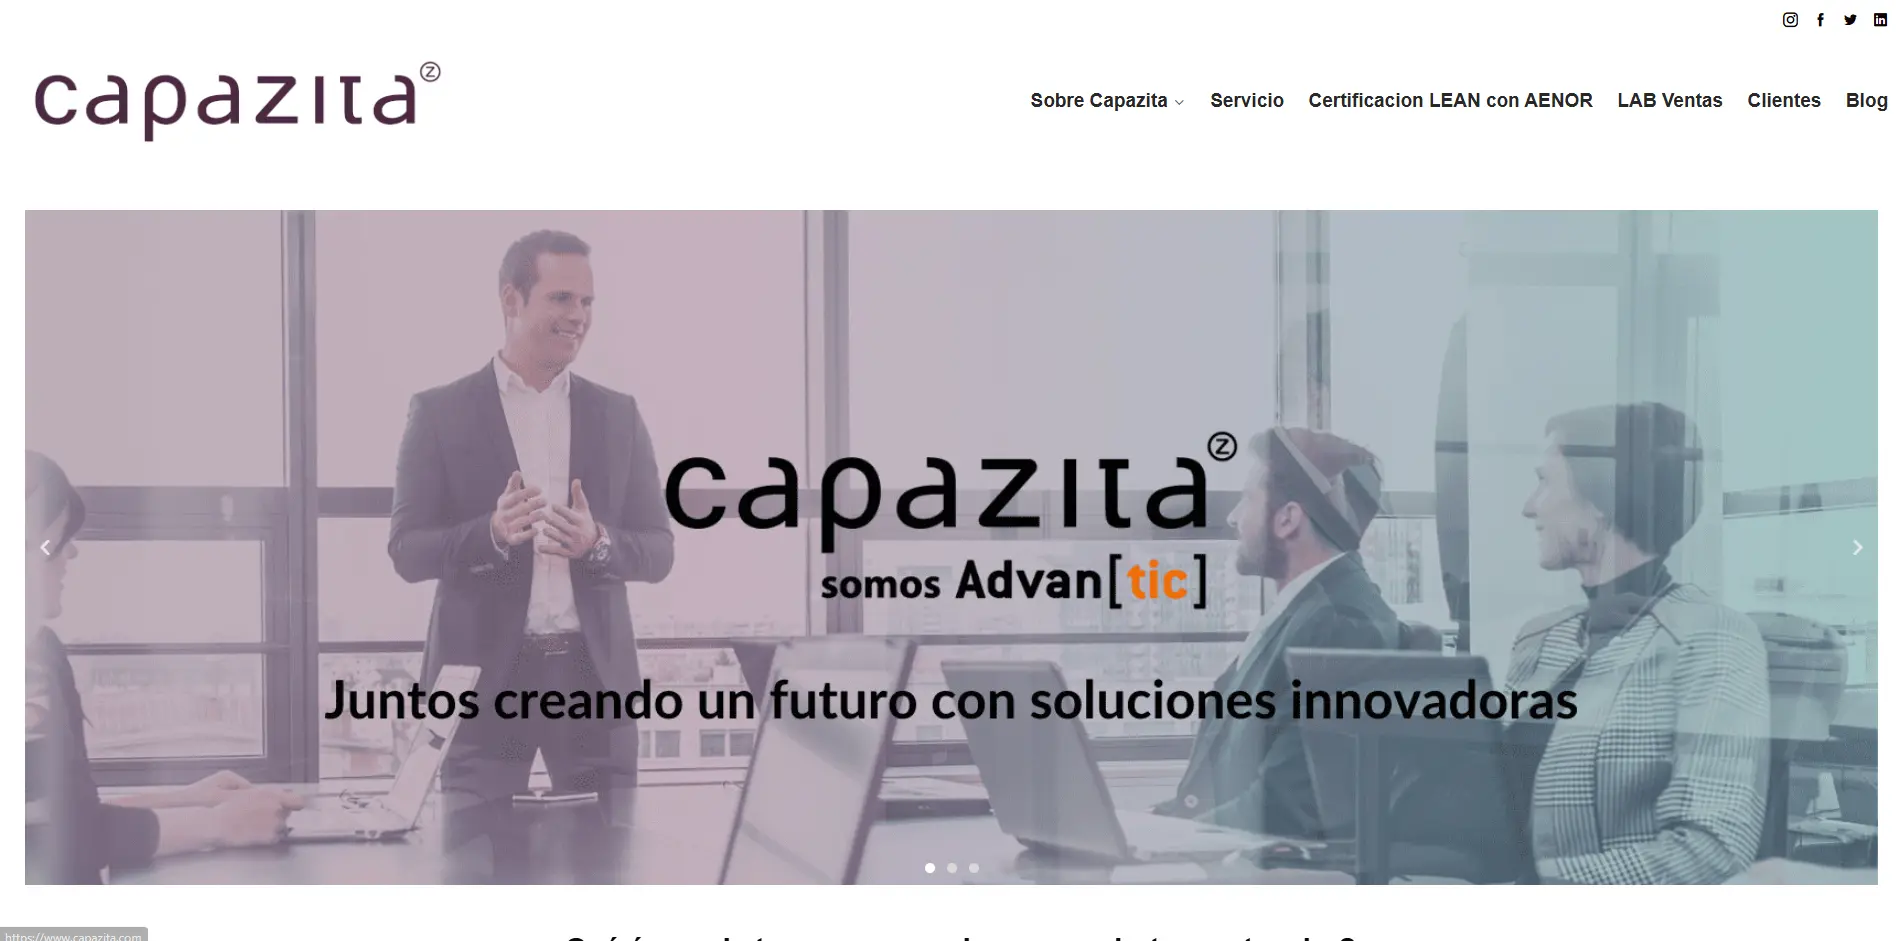 capazita Ⓩ
Sobre Capazita Servicio Certificacion LEAN con AENOR LAB Ventas Clientes Blog
capazita Ⓩ
somos Advan[tic]
Juntos creando un futuro con soluciones innovadoras
https://www.capazita.com